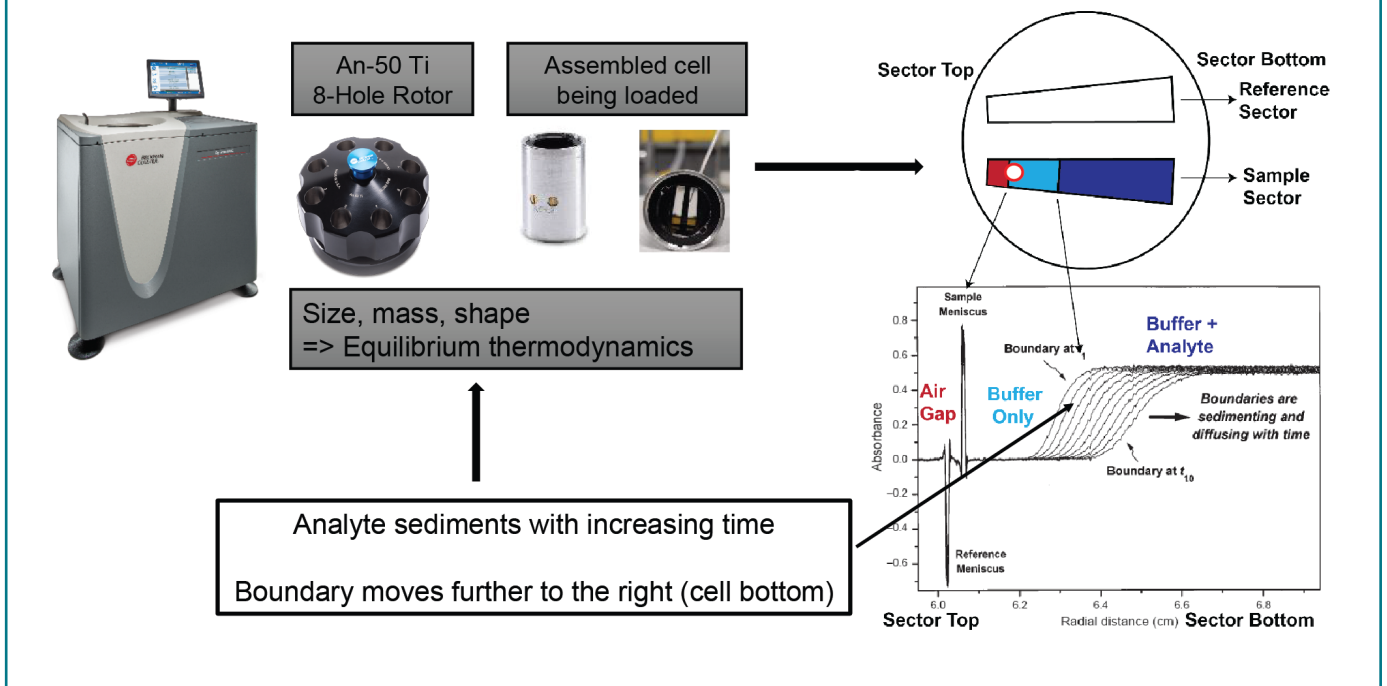 An-50 Ti
8-Hole Rotor
Assembled cell
being loaded
Sector Top
Sector Bottom
Reference
Sector
Sample
Sector
BECKMAN
COULTER
Size, mass, shape
=> Equilibrium thermodynamics
Analyte sediments with increasing time
Boundary moves further to the right (cell bottom)
Sample
Meniscus
Buffer +
Analyte
Boundary at t1
Air
Gap
Buffer
Only
Boundaries are
sedimenting and
diffusing with time
Boundary at t10
Reference
Meniscus
Absorbance
0.8
0.6
0.4
0.2
0.0
−0.2
−0.4
−0.6
6.0
6.2
6.4
6.6
6.8
Sector Top
Radial distance (cm)
Sector Bottom